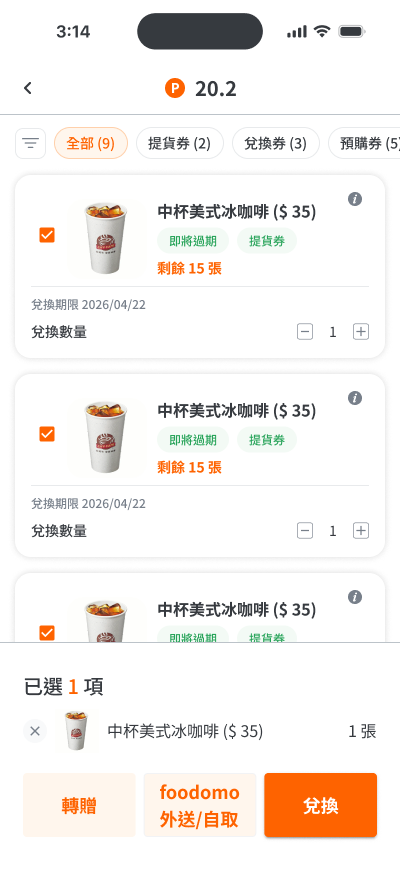 3:14
P 20.2
全部 (9) 提貨券 (2) 兌換券 (3) 預購券 (5)
中杯美式冰咖啡 ($ 35) i
即將過期 提貨券
剩餘 15 張
兌換期限 2026/04/22
兌換數量 1
中杯美式冰咖啡 ($ 35) i
即將過期 提貨券
剩餘 15 張
兌換期限 2026/04/22
兌換數量 1
中杯美式冰咖啡 ($ 35) i
即將過期 提貨券
已選 1 項
中杯美式冰咖啡 ($ 35) 1 張
轉贈
foodomo
外送/自取
兌換